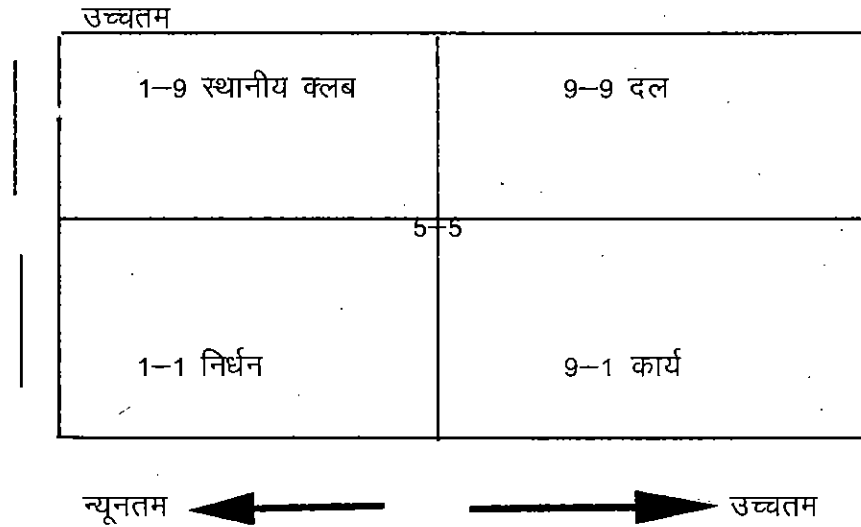 उच्चतम
1–9 स्थानीय क्लब 9–9 दल
5–5
1–1 निर्धन 9–1 कार्य
न्यूनतम उच्चतम